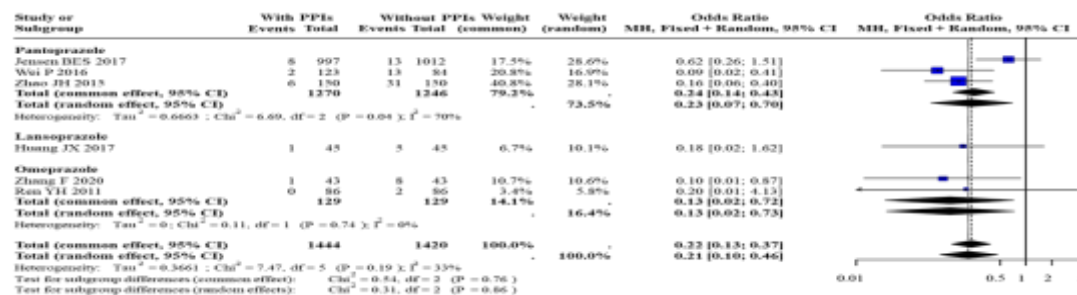 Study or With PPIs Without PPIs Weight Weight Odds Ratio Odds Ratio
Subgroup Events Total Events Total (common) (random) MH, Fixed + Random, 95% CI MH, Fixed + Random, 95% CI
Pantoprazole
Jensen BES 2017 8 997 13 1012 17.5% 28.6% 0.62 [0.26; 1.51]
Wei P 2016 2 123 13 84 20.8% 16.9% 0.09 [0.02; 0.41]
Zhao JH 2015 6 150 31 150 40.8% 28.1% 0.16 [0.06; 0.40]
Total (common effect, 95% CI) 1270 1246 79.2% . 0.24 [0.14; 0.43]
Total (random effect, 95% CI) . 73.5% 0.23 [0.07; 0.70]
Heterogeneity: Tau² = 0.6663 ; Chi² = 6.69, df = 2 (P = 0.04 ); I² = 70%
Lansoprazole
Huang JX 2017 1 45 5 45 6.7% 10.1% 0.18 [0.02; 1.62]
Omeprazole
Zhang F 2020 1 43 8 43 10.7% 10.6% 0.10 [0.01; 0.87]
Ren YH 2011 0 86 2 86 3.4% 5.8% 0.20 [0.01; 4.13]
Total (common effect, 95% CI) 129 129 14.1% . 0.13 [0.02; 0.72]
Total (random effect, 95% CI) . 16.4% 0.13 [0.02; 0.73]
Heterogeneity: Tau² = 0; Chi² = 0.11, df = 1 (P = 0.74 ); I² = 0%
Total (common effect, 95% CI) 1444 1420 100.0% . 0.22 [0.13; 0.37]
Total (random effect, 95% CI) . 100.0% 0.21 [0.10; 0.46]
Heterogeneity: Tau² = 0.3661 ; Chi² = 7.47, df = 5 (P = 0.19 ); I² = 33%
Test for subgroup differences (common effect): Chi² = 0.54, df = 2 (P = 0.76 )
Test for subgroup differences (random effects): Chi² = 0.31, df = 2 (P = 0.86 )
0.01 0.5 1 2